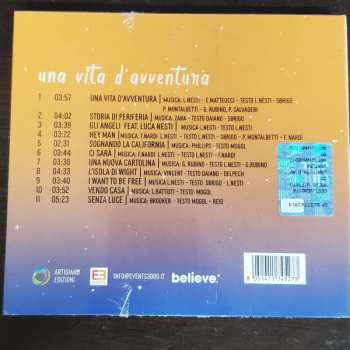 una vita d'avventura
1 03:57 UNA VITA D'AVVENTURA | MUSICA: L.NESTI - E.MATTEUCCI - TESTO L.NESTI - SBRIGO
P. MONTALBETTI - G. RUBINO, P. SALVADERI
2 04:02 STORIA DI PERIFERIA | MUSICA: ZARA - TESTO DAIANO - SBRIGO
3 03:39 GLI ANGELI FEAT. LUCA NESTI | MUSICA: L.NESTI - TESTO L.NESTI
4 03:22 HEY MAN | MUSICA: F.NARDI L.NESTI - TESTO L.NESTI - SBRIGO - P. MONTALBETTI - F. NARDI
5 02:31 SOGNANDO LA CALIFORNIA | MUSICA: PHILLIPS - TESTO MOGOL
6 03:44 CI SARÀ | MUSICA: F.NARDI L.NESTI - TESTO L.NESTI - F.NARDI
7 03:30 UNA NUOVA CARTOLINA | MUSICA: G. RUBINO - TESTO L.NESTI - G.RUBINO
8 04:33 L'ISOLA DI WIGHT | MUSICA: VINCENT - TESTO DAIANO - DELPECH
9 03:40 I WANT TO BE FREE | MUSICA: L.NESTI - TESTO SBRIGO - L.NESTI
10 03:52 VENDO CASA | MUSICA: L.BATTISTI - TESTO MOGOL
11 05:23 SENZA LUCE | MUSICA: BROOKER - TESTO MOGOL - REID
ARTIGIANI EDIZIONI
INFO@EVENTS3000.IT
believe.